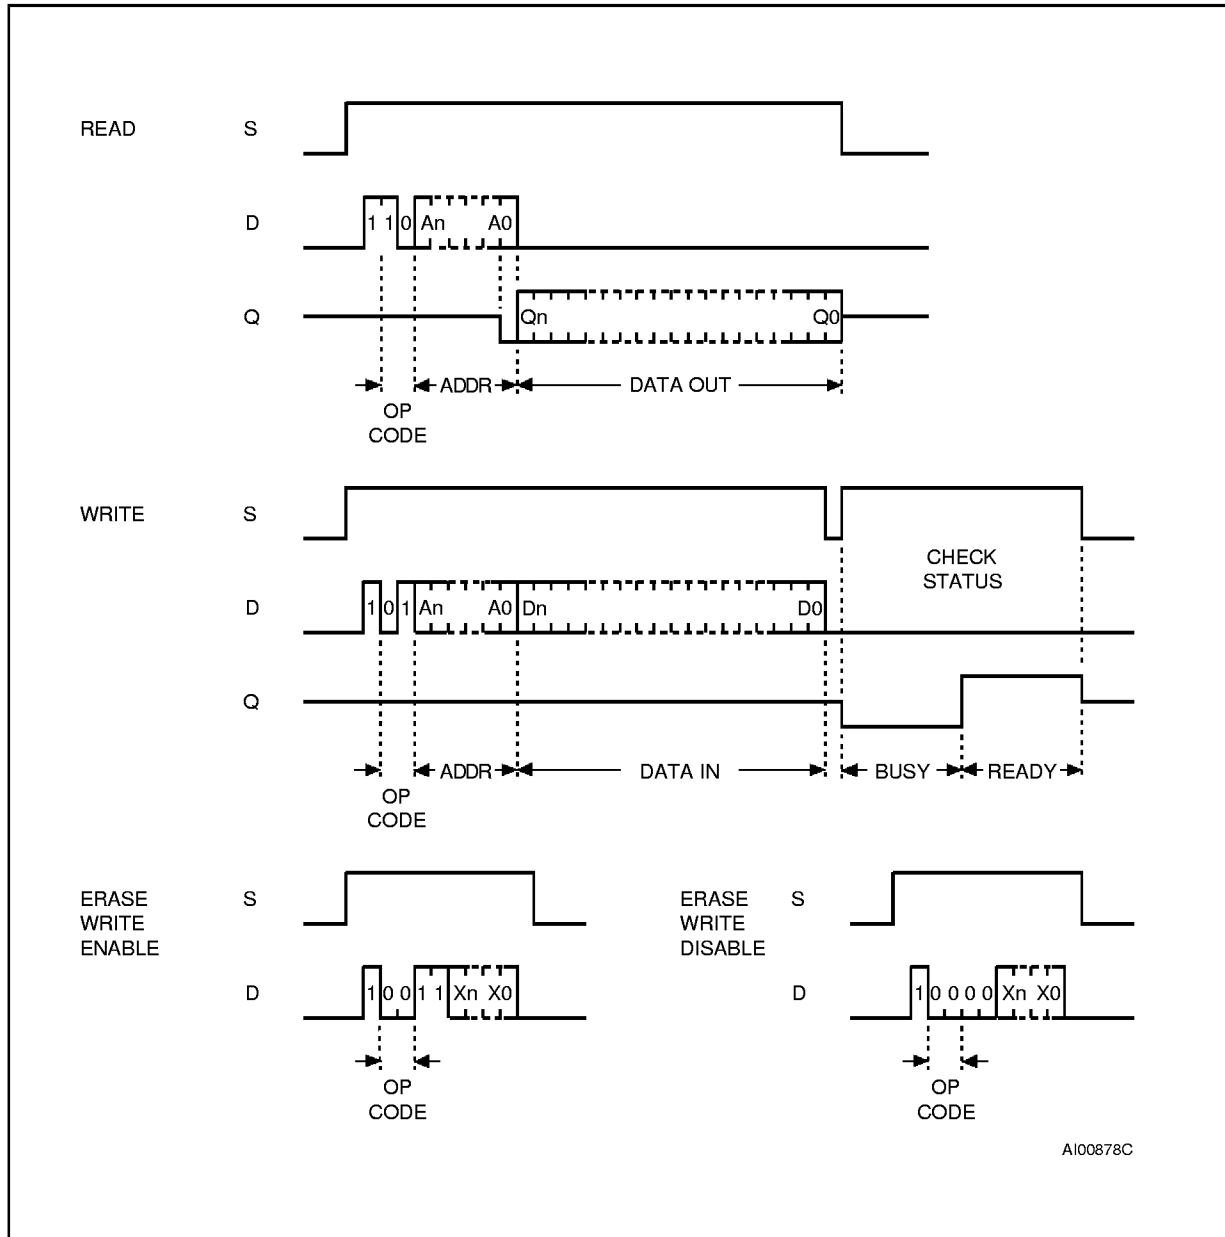 READ S
D 1 1 0 An A0
Q Qn Q0
ADDR DATA OUT
OP
CODE
WRITE S
CHECK
STATUS
D 1 0 1 An A0 Dn D0
Q
ADDR DATA IN BUSY READY
OP
CODE
ERASE
WRITE
ENABLE
S
D 1 0 0 1 1 Xn X0
OP
CODE
ERASE
WRITE
DISABLE
S
D 1 0 0 0 0 Xn X0
OP
CODE
AI00878C